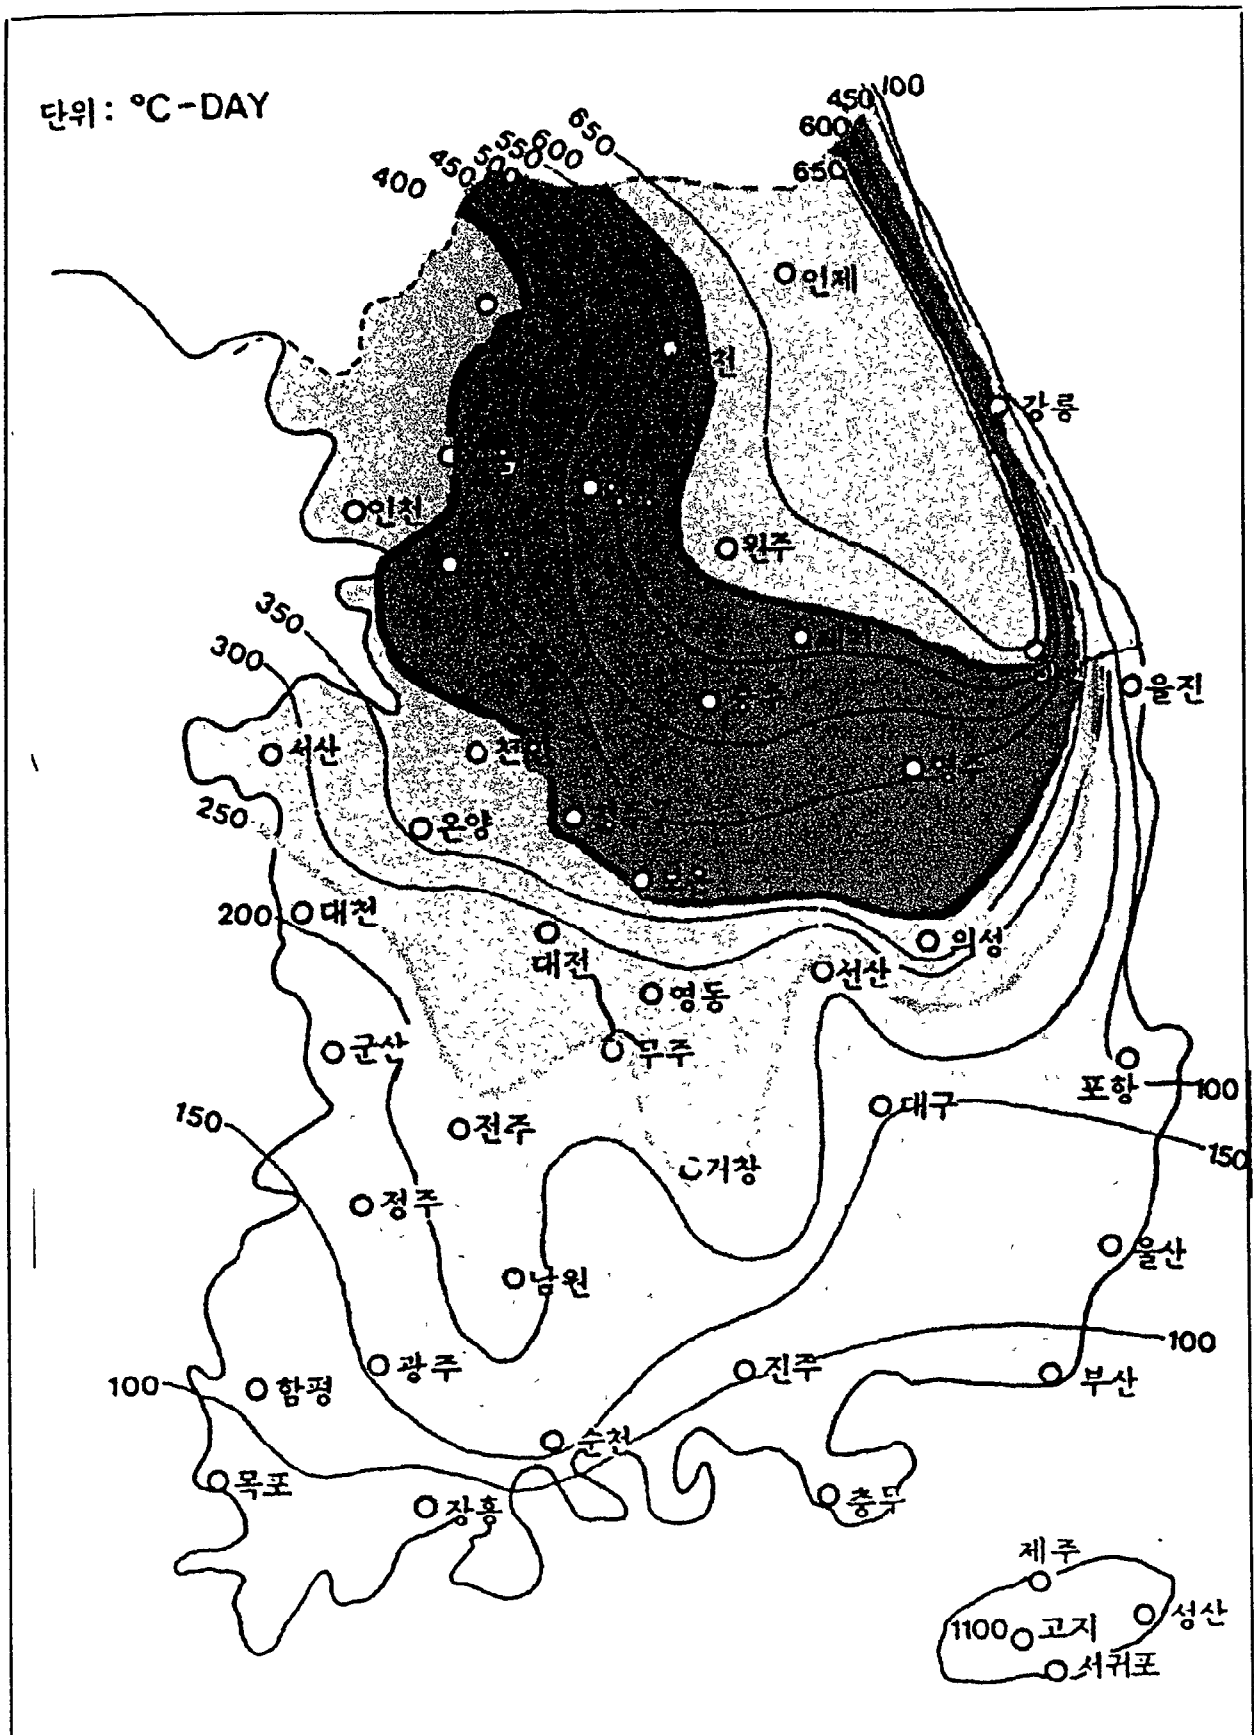 단위: °C-DAY
400
450
500
550
600
650
450
100
600
650
인제
천
강릉
인천
원주
350
300
울진
서산
천안
250
온양
200
대천
대전
의성
선산
영동
군산
무주
포항
100
150
대구
전주
150
거창
정주
울산
남원
100
광주
진주
100
함평
부산
순천
목포
장흥
충무
제주
1100 고지
성산
서귀포